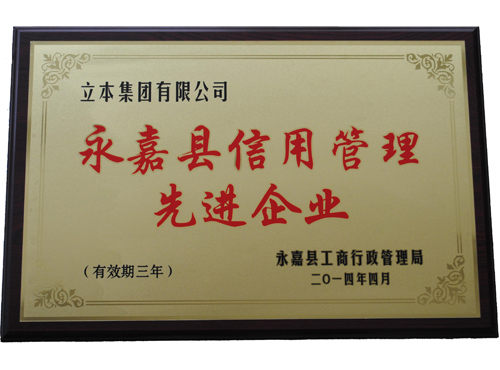 立本集团有限公司
永嘉县信用管理
先进企业
（有效期三年）
永嘉县工商行政管理局
二〇一四年四月